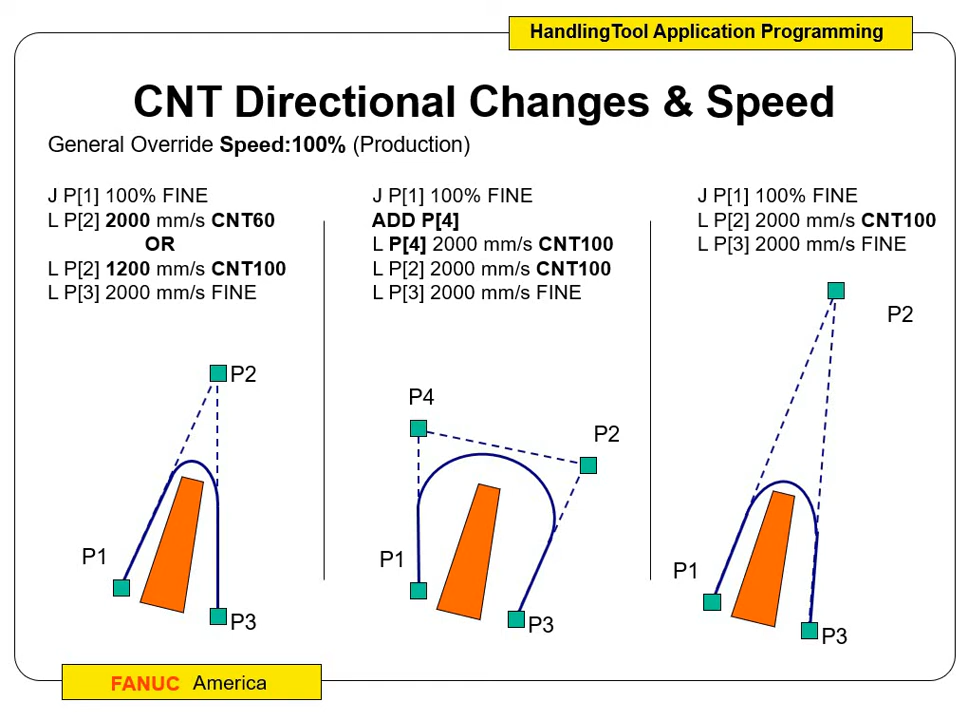 HandlingTool Application Programming
CNT Directional Changes & Speed
General Override Speed:100% (Production)
J P[1] 100% FINE
L P[2] 2000 mm/s CNT60
OR
L P[2] 1200 mm/s CNT100
L P[3] 2000 mm/s FINE
J P[1] 100% FINE
ADD P[4]
L P[4] 2000 mm/s CNT100
L P[2] 2000 mm/s CNT100
L P[3] 2000 mm/s FINE
J P[1] 100% FINE
L P[2] 2000 mm/s CNT100
L P[3] 2000 mm/s FINE
P2
P1
P3
P4
P2
P1
P3
P2
P1
P3
FANUC America